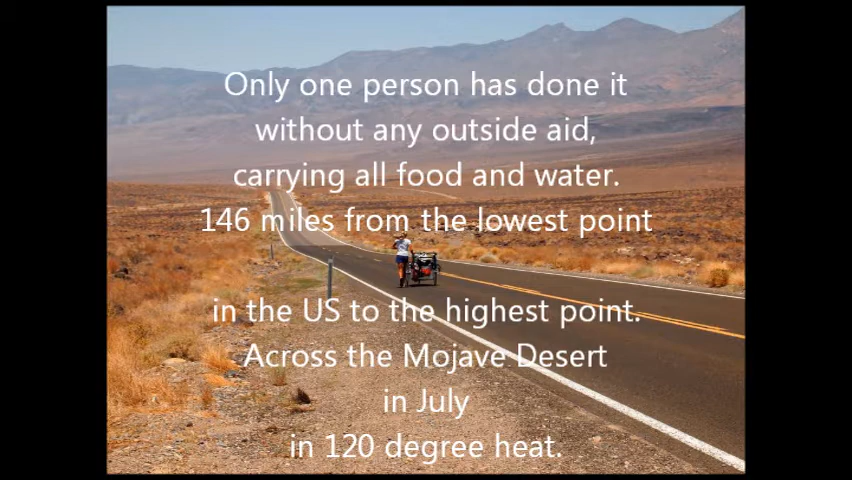 Only one person has done it
without any outside aid,
carrying all food and water.
146 miles from the lowest point
in the US to the highest point.
Across the Mojave Desert
in July
in 120 degree heat.